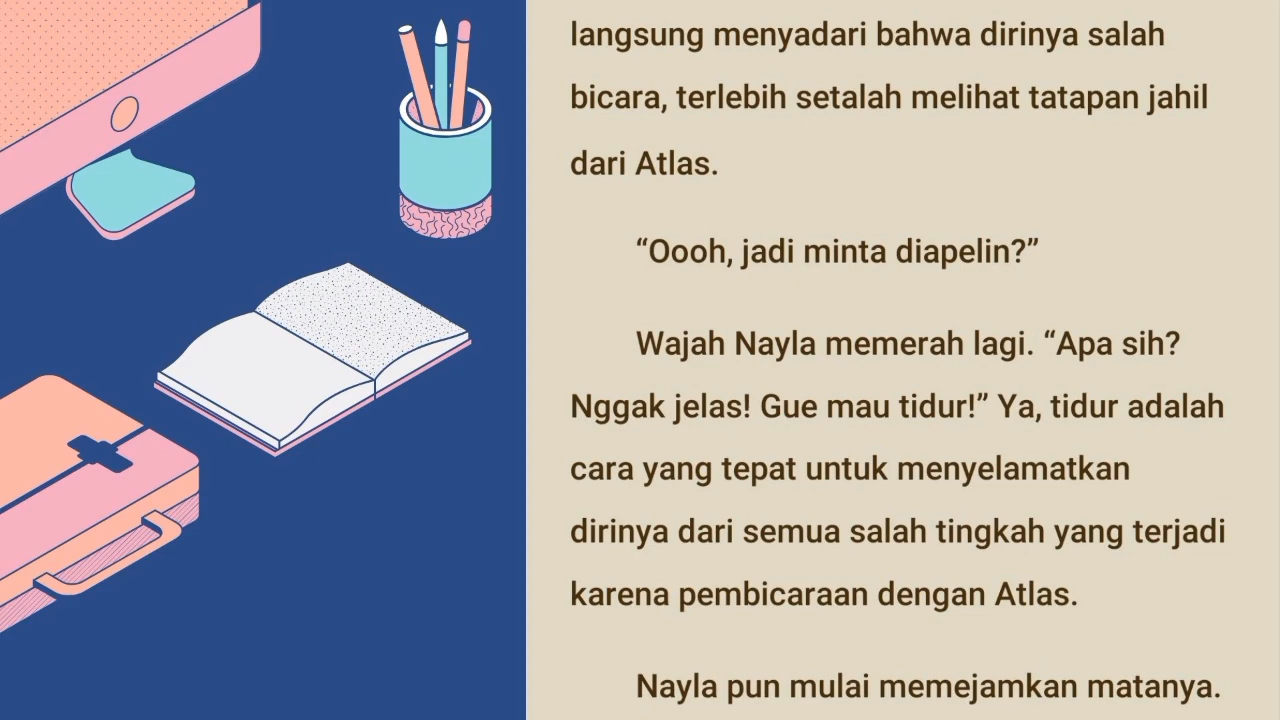 langsung menyadari bahwa dirinya salah
bicara, terlebih setalah melihat tatapan jahil
dari Atlas.
“Oooh, jadi minta diapelin?”
Wajah Nayla memerah lagi. “Apa sih?
Nggak jelas! Gue mau tidur!” Ya, tidur adalah
cara yang tepat untuk menyelamatkan
dirinya dari semua salah tingkah yang terjadi
karena pembicaraan dengan Atlas.
Nayla pun mulai memejamkan matanya.